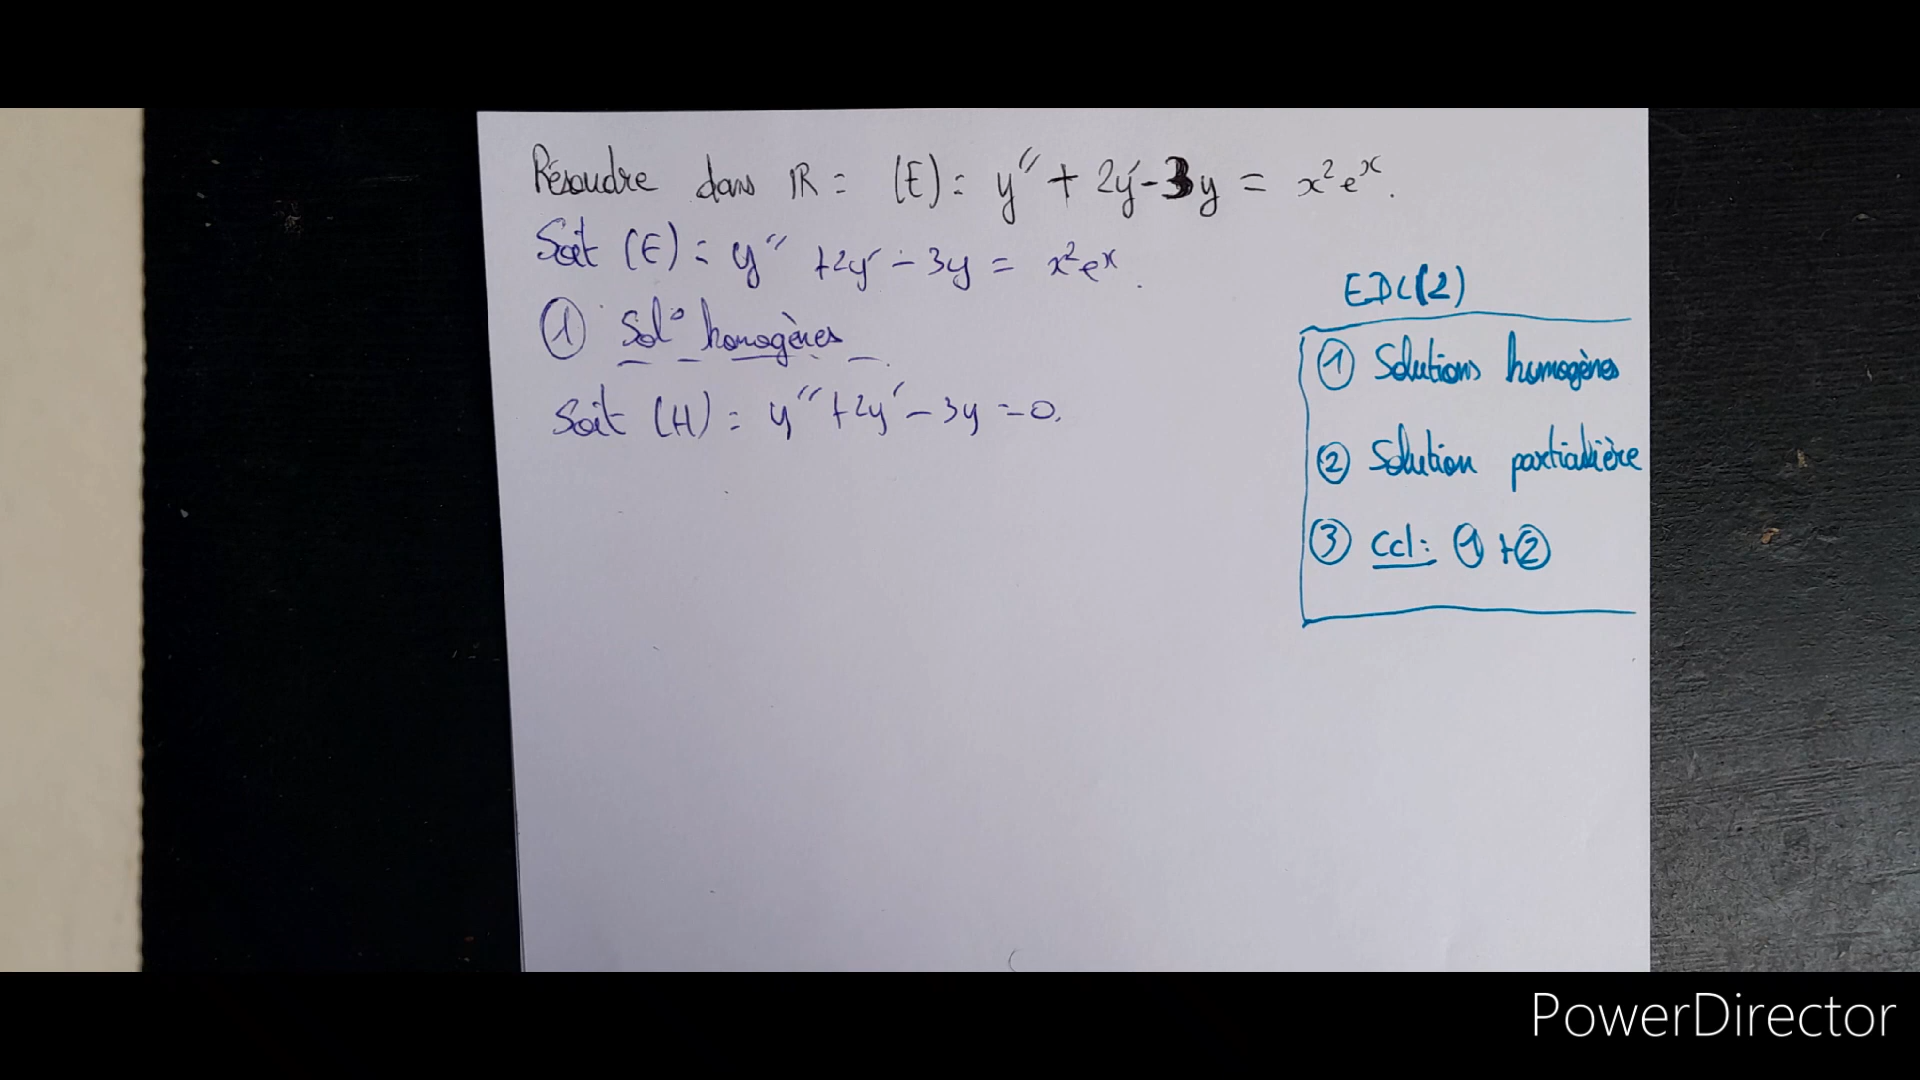 Résoudre dans ℝ : (E) : y'' + 2y' - 3y = x²eˣ.
Soit (E) : y'' + 2y' - 3y = x²eˣ.
① Sol° homogènes
Soit (H) : y'' + 2y' - 3y = 0.
EDL(2)
① Solutions homogènes
② Solution particulière
③ Ccl : ① + ②
PowerDirector